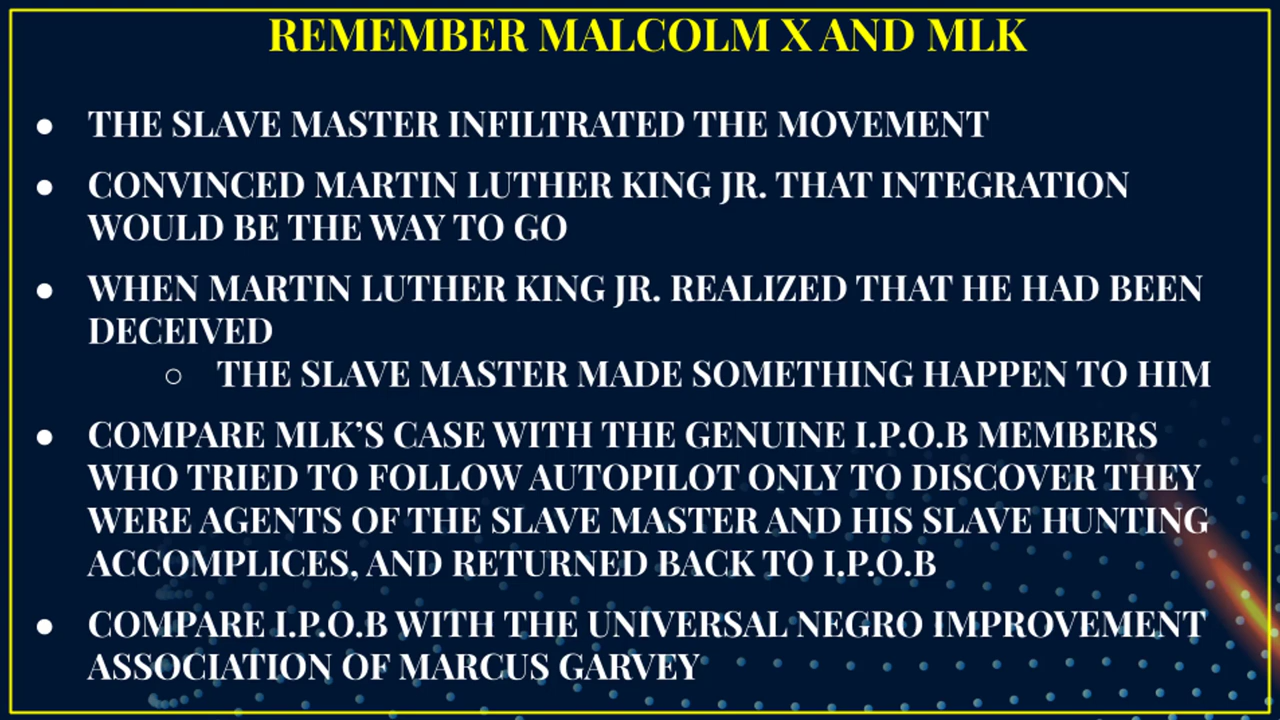 REMEMBER MALCOLM X AND MLK
● THE SLAVE MASTER INFILTRATED THE MOVEMENT
● CONVINCED MARTIN LUTHER KING JR. THAT INTEGRATION
WOULD BE THE WAY TO GO
● WHEN MARTIN LUTHER KING JR. REALIZED THAT HE HAD BEEN
DECEIVED
○ THE SLAVE MASTER MADE SOMETHING HAPPEN TO HIM
● COMPARE MLK’S CASE WITH THE GENUINE I.P.O.B MEMBERS
WHO TRIED TO FOLLOW AUTOPILOT ONLY TO DISCOVER THEY
WERE AGENTS OF THE SLAVE MASTER AND HIS SLAVE HUNTING
ACCOMPLICES, AND RETURNED BACK TO I.P.O.B
● COMPARE I.P.O.B WITH THE UNIVERSAL NEGRO IMPROVEMENT
ASSOCIATION OF MARCUS GARVEY